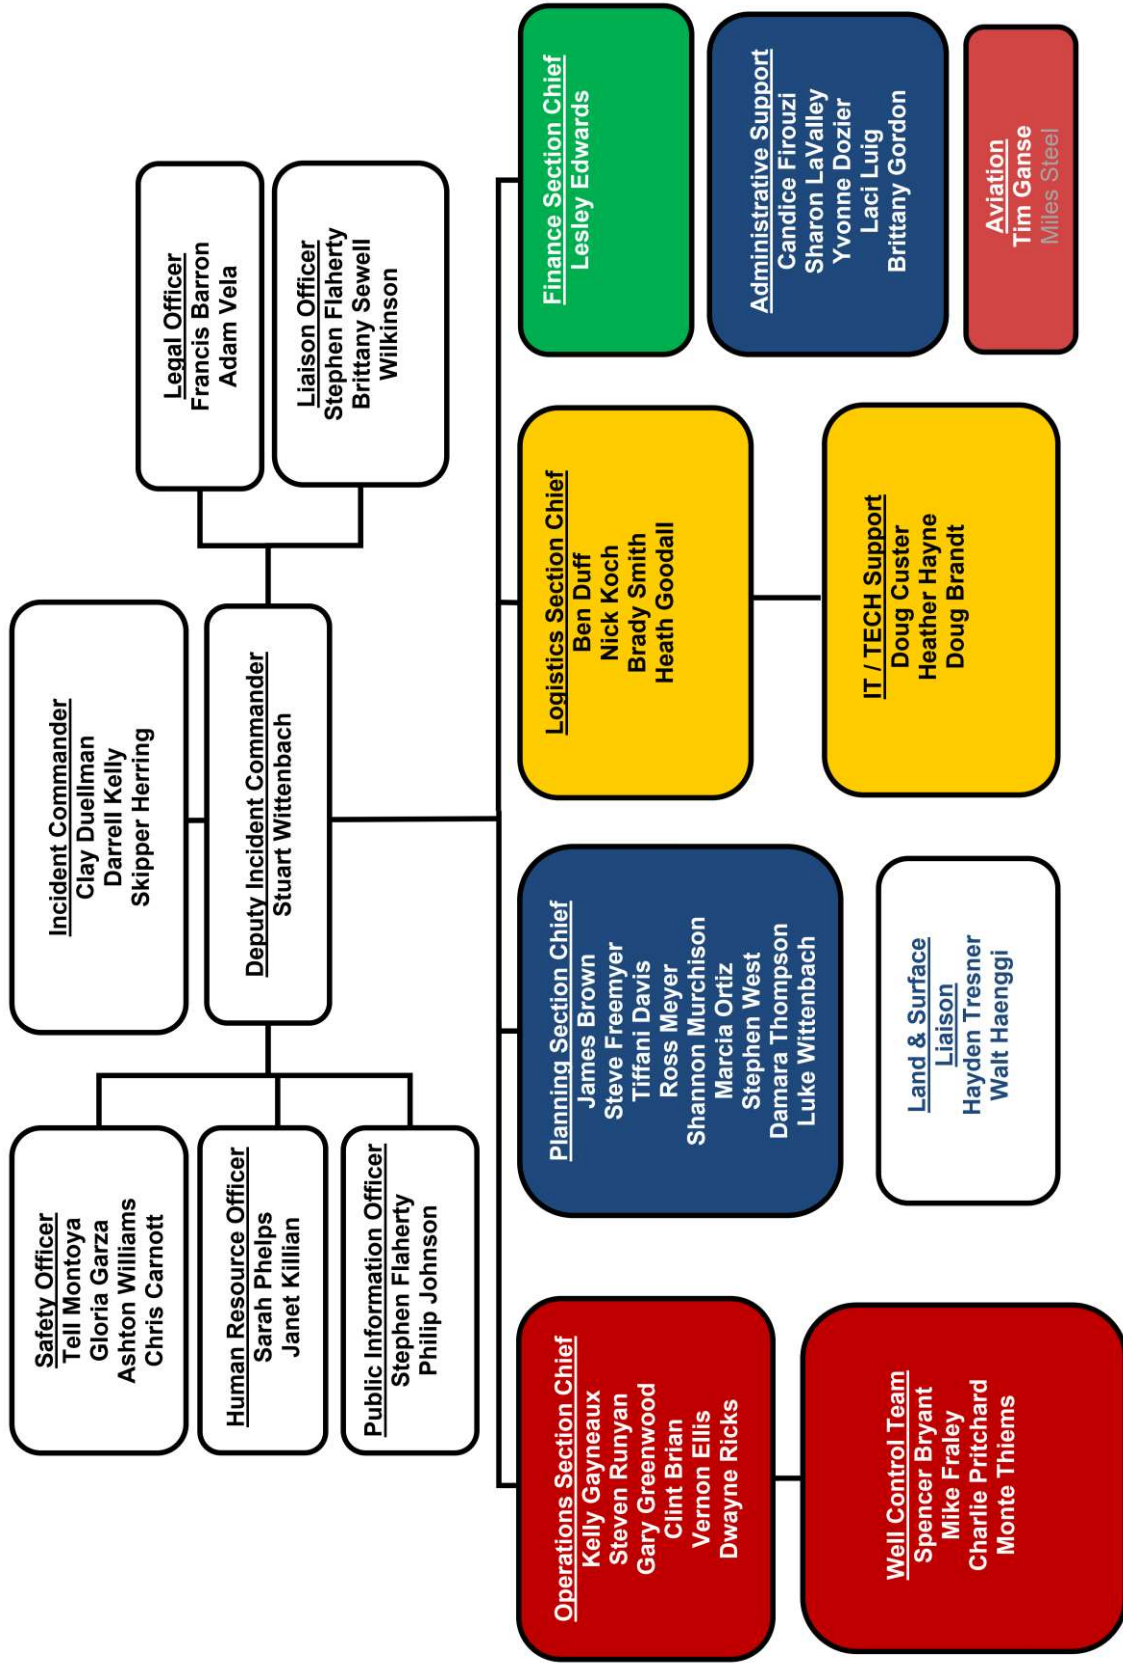 Incident Commander
Clay Duellman
Darrell Kelly
Skipper Herring
Safety Officer
Tell Montoya
Gloria Garza
Ashton Williams
Chris Carnott
Human Resource Officer
Sarah Phelps
Janet Killian
Public Information Officer
Stephen Flaherty
Philip Johnson
Deputy Incident Commander
Stuart Wittenbach
Legal Officer
Francis Barron
Adam Vela
Liaison Officer
Stephen Flaherty
Brittany Sewell
Wilkinson
Operations Section Chief
Kelly Gayneaux
Steven Runyan
Gary Greenwood
Clint Brian
Vernon Ellis
Dwayne Ricks
Planning Section Chief
James Brown
Steve Freemyer
Tiffani Davis
Ross Meyer
Shannon Murchison
Marcia Ortiz
Stephen West
Damara Thompson
Luke Wittenbach
Logistics Section Chief
Ben Duff
Nick Koch
Brady Smith
Heath Goodall
Finance Section Chief
Lesley Edwards
Administrative Support
Candice Firouzi
Sharon LaValley
Yvonne Dozier
Laci Luig
Brittany Gordon
Well Control Team
Spencer Bryant
Mike Fraley
Charlie Pritchard
Monte Thiems
Land & Surface
Liaison
Hayden Tresner
Walt Haenggi
IT / TECH Support
Doug Custer
Heather Hayne
Doug Brandt
Aviation
Tim Ganse
Miles Steel